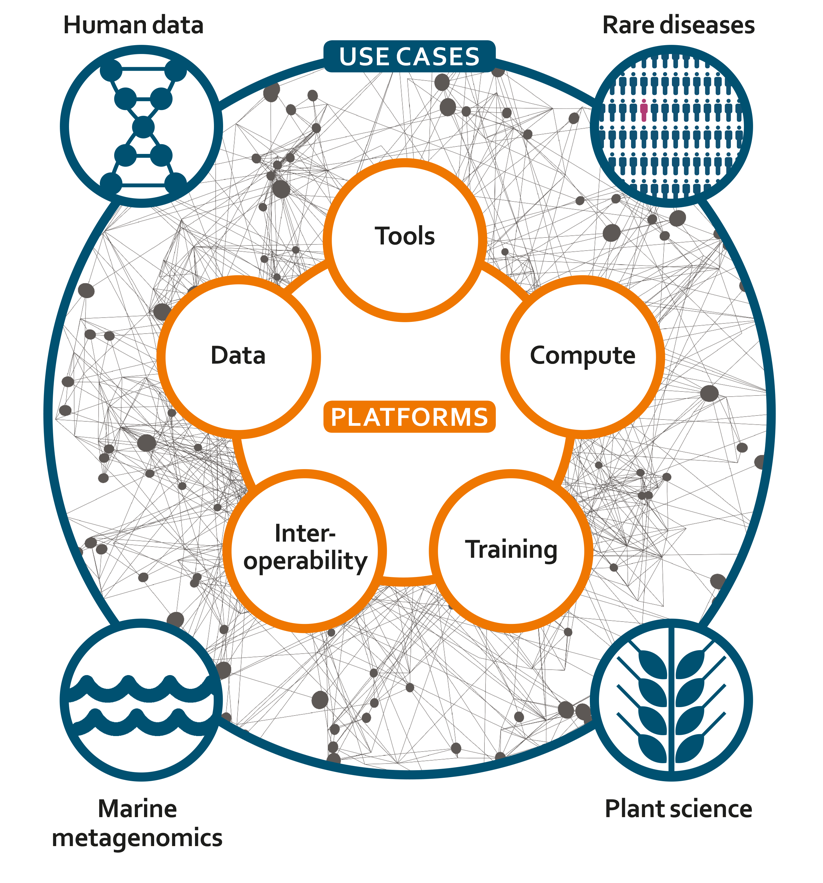 Human data
Rare diseases
USE CASES
Tools
Data
Compute
PLATFORMS
Inter-
operability
Training
Marine
metagenomics
Plant science